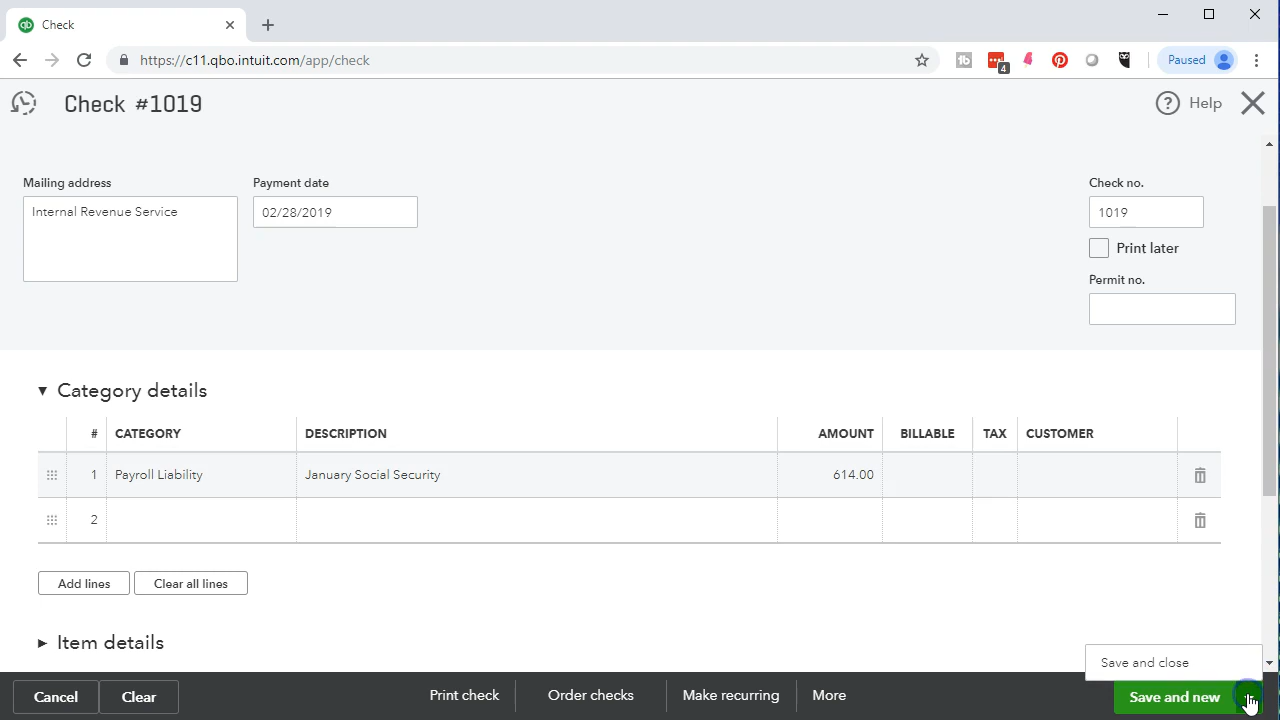 qb Check
https://c11.qbo.intuit.com/app/check
4
Paused
Check #1019
? Help
Mailing address
Payment date
Check no.
Internal Revenue Service
02/28/2019
1019
Print later
Permit no.
Category details
# CATEGORY DESCRIPTION AMOUNT BILLABLE TAX CUSTOMER
1 Payroll Liability January Social Security 614.00
2
Add lines
Clear all lines
Item details
Save and close
Cancel
Clear
Print check
Order checks
Make recurring
More
Save and new